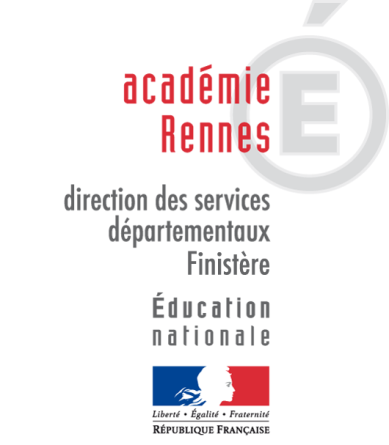 académie
Rennes
É
direction des services
départementaux
Finistère
Éducation
nationale
Liberté • Égalité • Fraternité
RÉPUBLIQUE FRANÇAISE